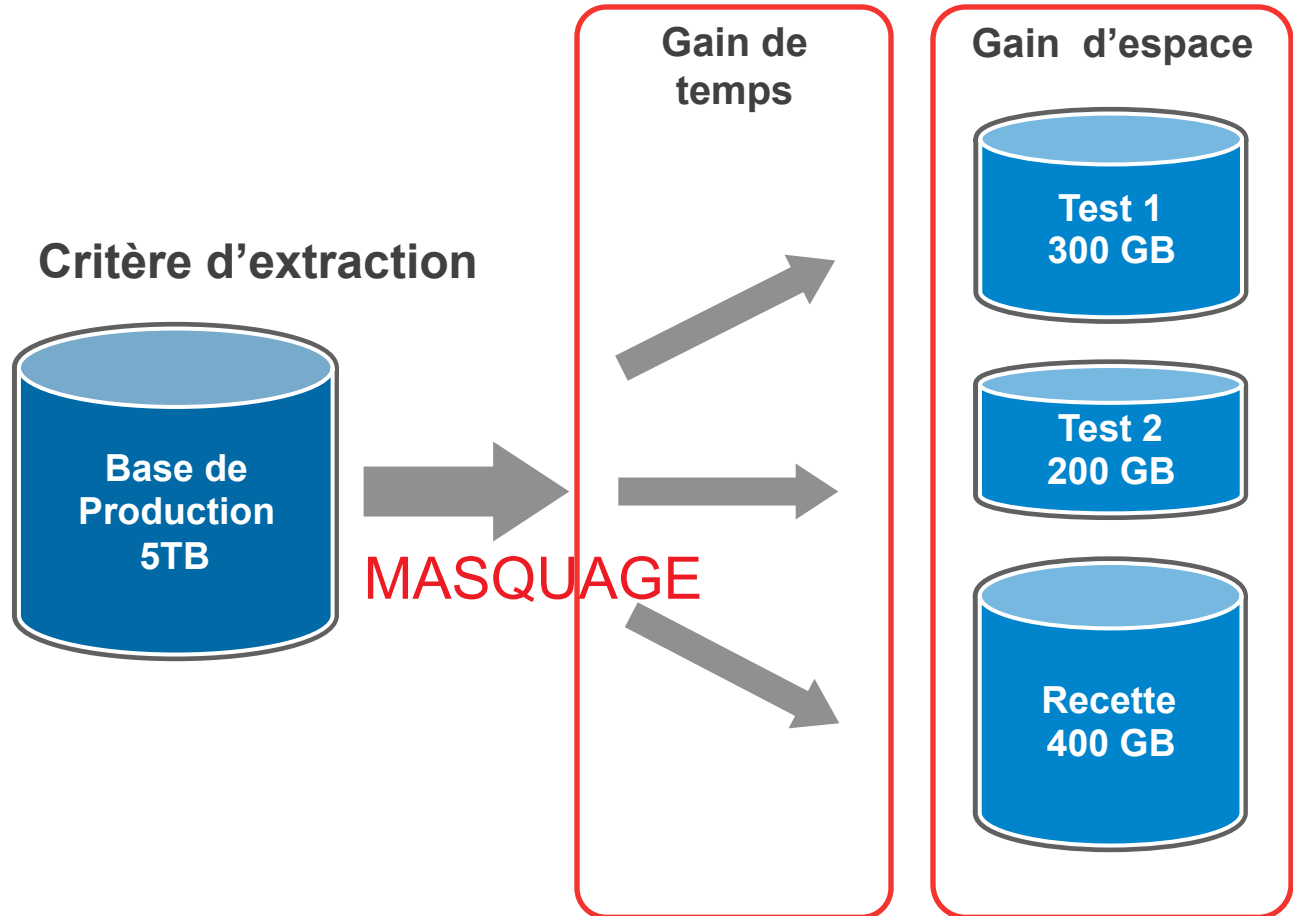 Gain de
temps
Gain d’espace
Critère d’extraction
Base de
Production
5TB
MASQUAGE
Test 1
300 GB
Test 2
200 GB
Recette
400 GB